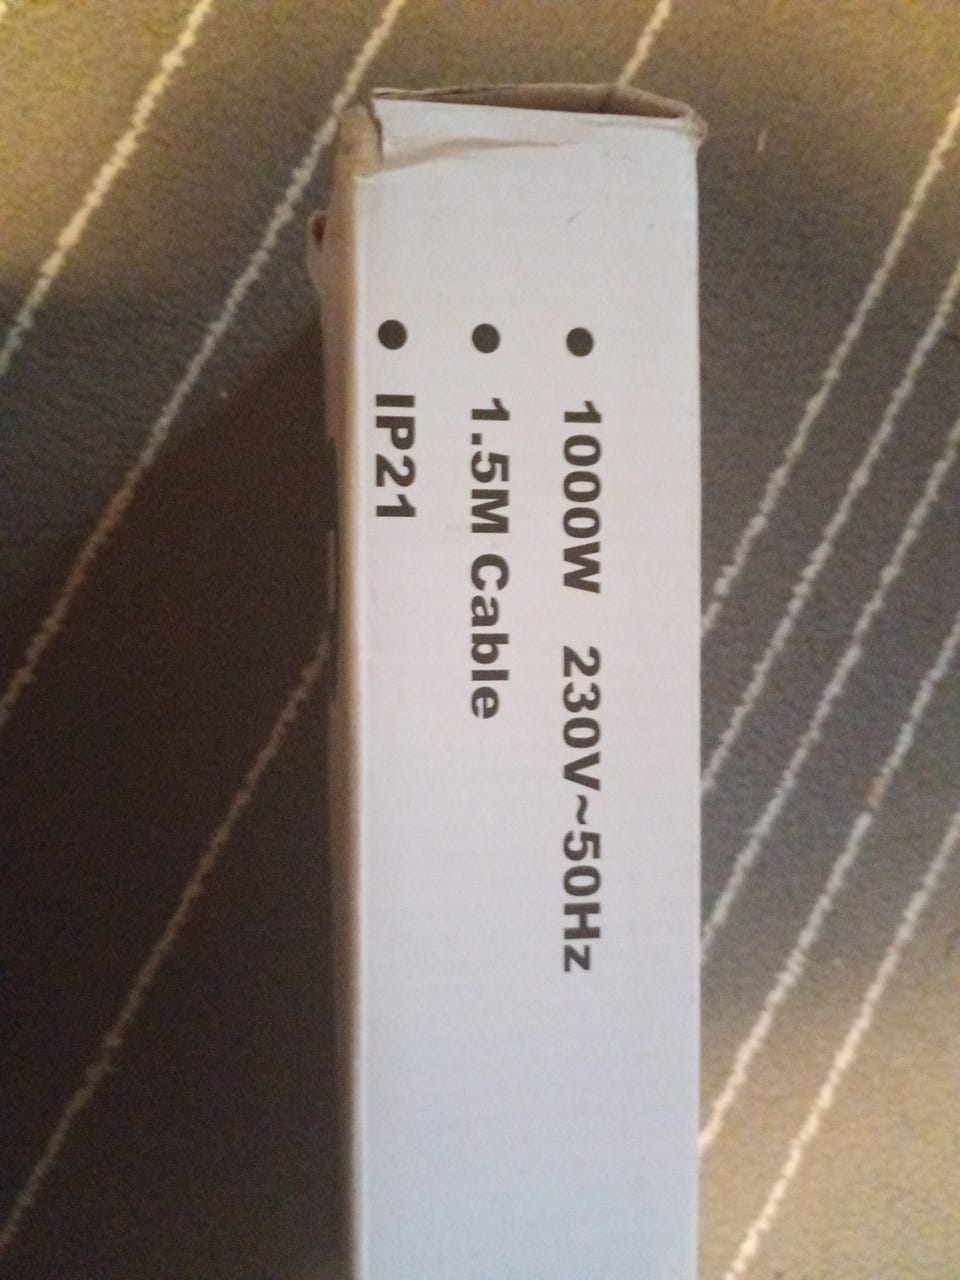 ● 1000W 230V~50Hz
● 1.5M Cable
● IP21